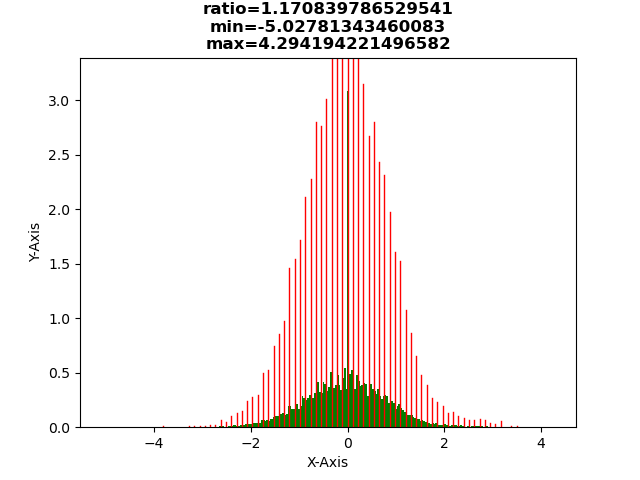 ratio=1.170839786529541
min=-5.02781343460083
max=4.294194221496582
3.0
2.5
2.0
1.5
1.0
0.5
0.0
Y-Axis
−4 −2 0 2 4
X-Axis